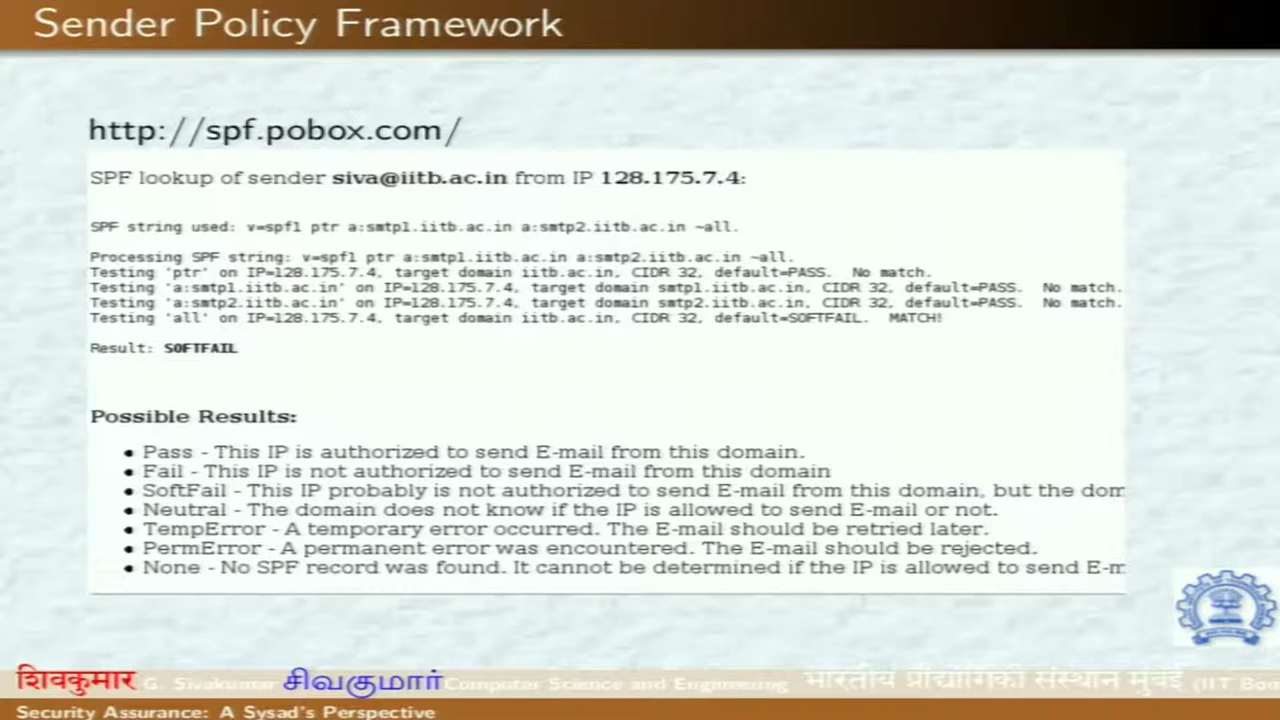 Sender Policy Framework
http://spf.pobox.com/
SPF lookup of sender siva@iitb.ac.in from IP 128.175.7.4:
SPF string used: v=spf1 ptr a:smtp1.iitb.ac.in a:smtp2.iitb.ac.in ~all.
Processing SPF string: v=spf1 ptr a:smtp1.iitb.ac.in a:smtp2.iitb.ac.in ~all.
Testing 'ptr' on IP=128.175.7.4, target domain iitb.ac.in, CIDR 32, default=PASS. No match.
Testing 'a:smtp1.iitb.ac.in' on IP=128.175.7.4, target domain smtp1.iitb.ac.in, CIDR 32, default=PASS. No match.
Testing 'a:smtp2.iitb.ac.in' on IP=128.175.7.4, target domain smtp2.iitb.ac.in, CIDR 32, default=PASS. No match.
Testing 'all' on IP=128.175.7.4, target domain iitb.ac.in, CIDR 32, default=SOFTFAIL. MATCH!
Result: SOFTFAIL
Possible Results:
• Pass - This IP is authorized to send E-mail from this domain.
• Fail - This IP is not authorized to send E-mail from this domain
• SoftFail - This IP probably is not authorized to send E-mail from this domain, but the dom
• Neutral - The domain does not know if the IP is allowed to send E-mail or not.
• TempError - A temporary error occurred. The E-mail should be retried later.
• PermError - A permanent error was encountered. The E-mail should be rejected.
• None - No SPF record was found. It cannot be determined if the IP is allowed to send E-m
शिवकुमार G. Sivakumar சிவகுமார் Computer Science and Engineering भारतीय प्रौद्योगिकी संस्थान मुंबई (IIT Bom
Security Assurance: A Sysad's Perspective